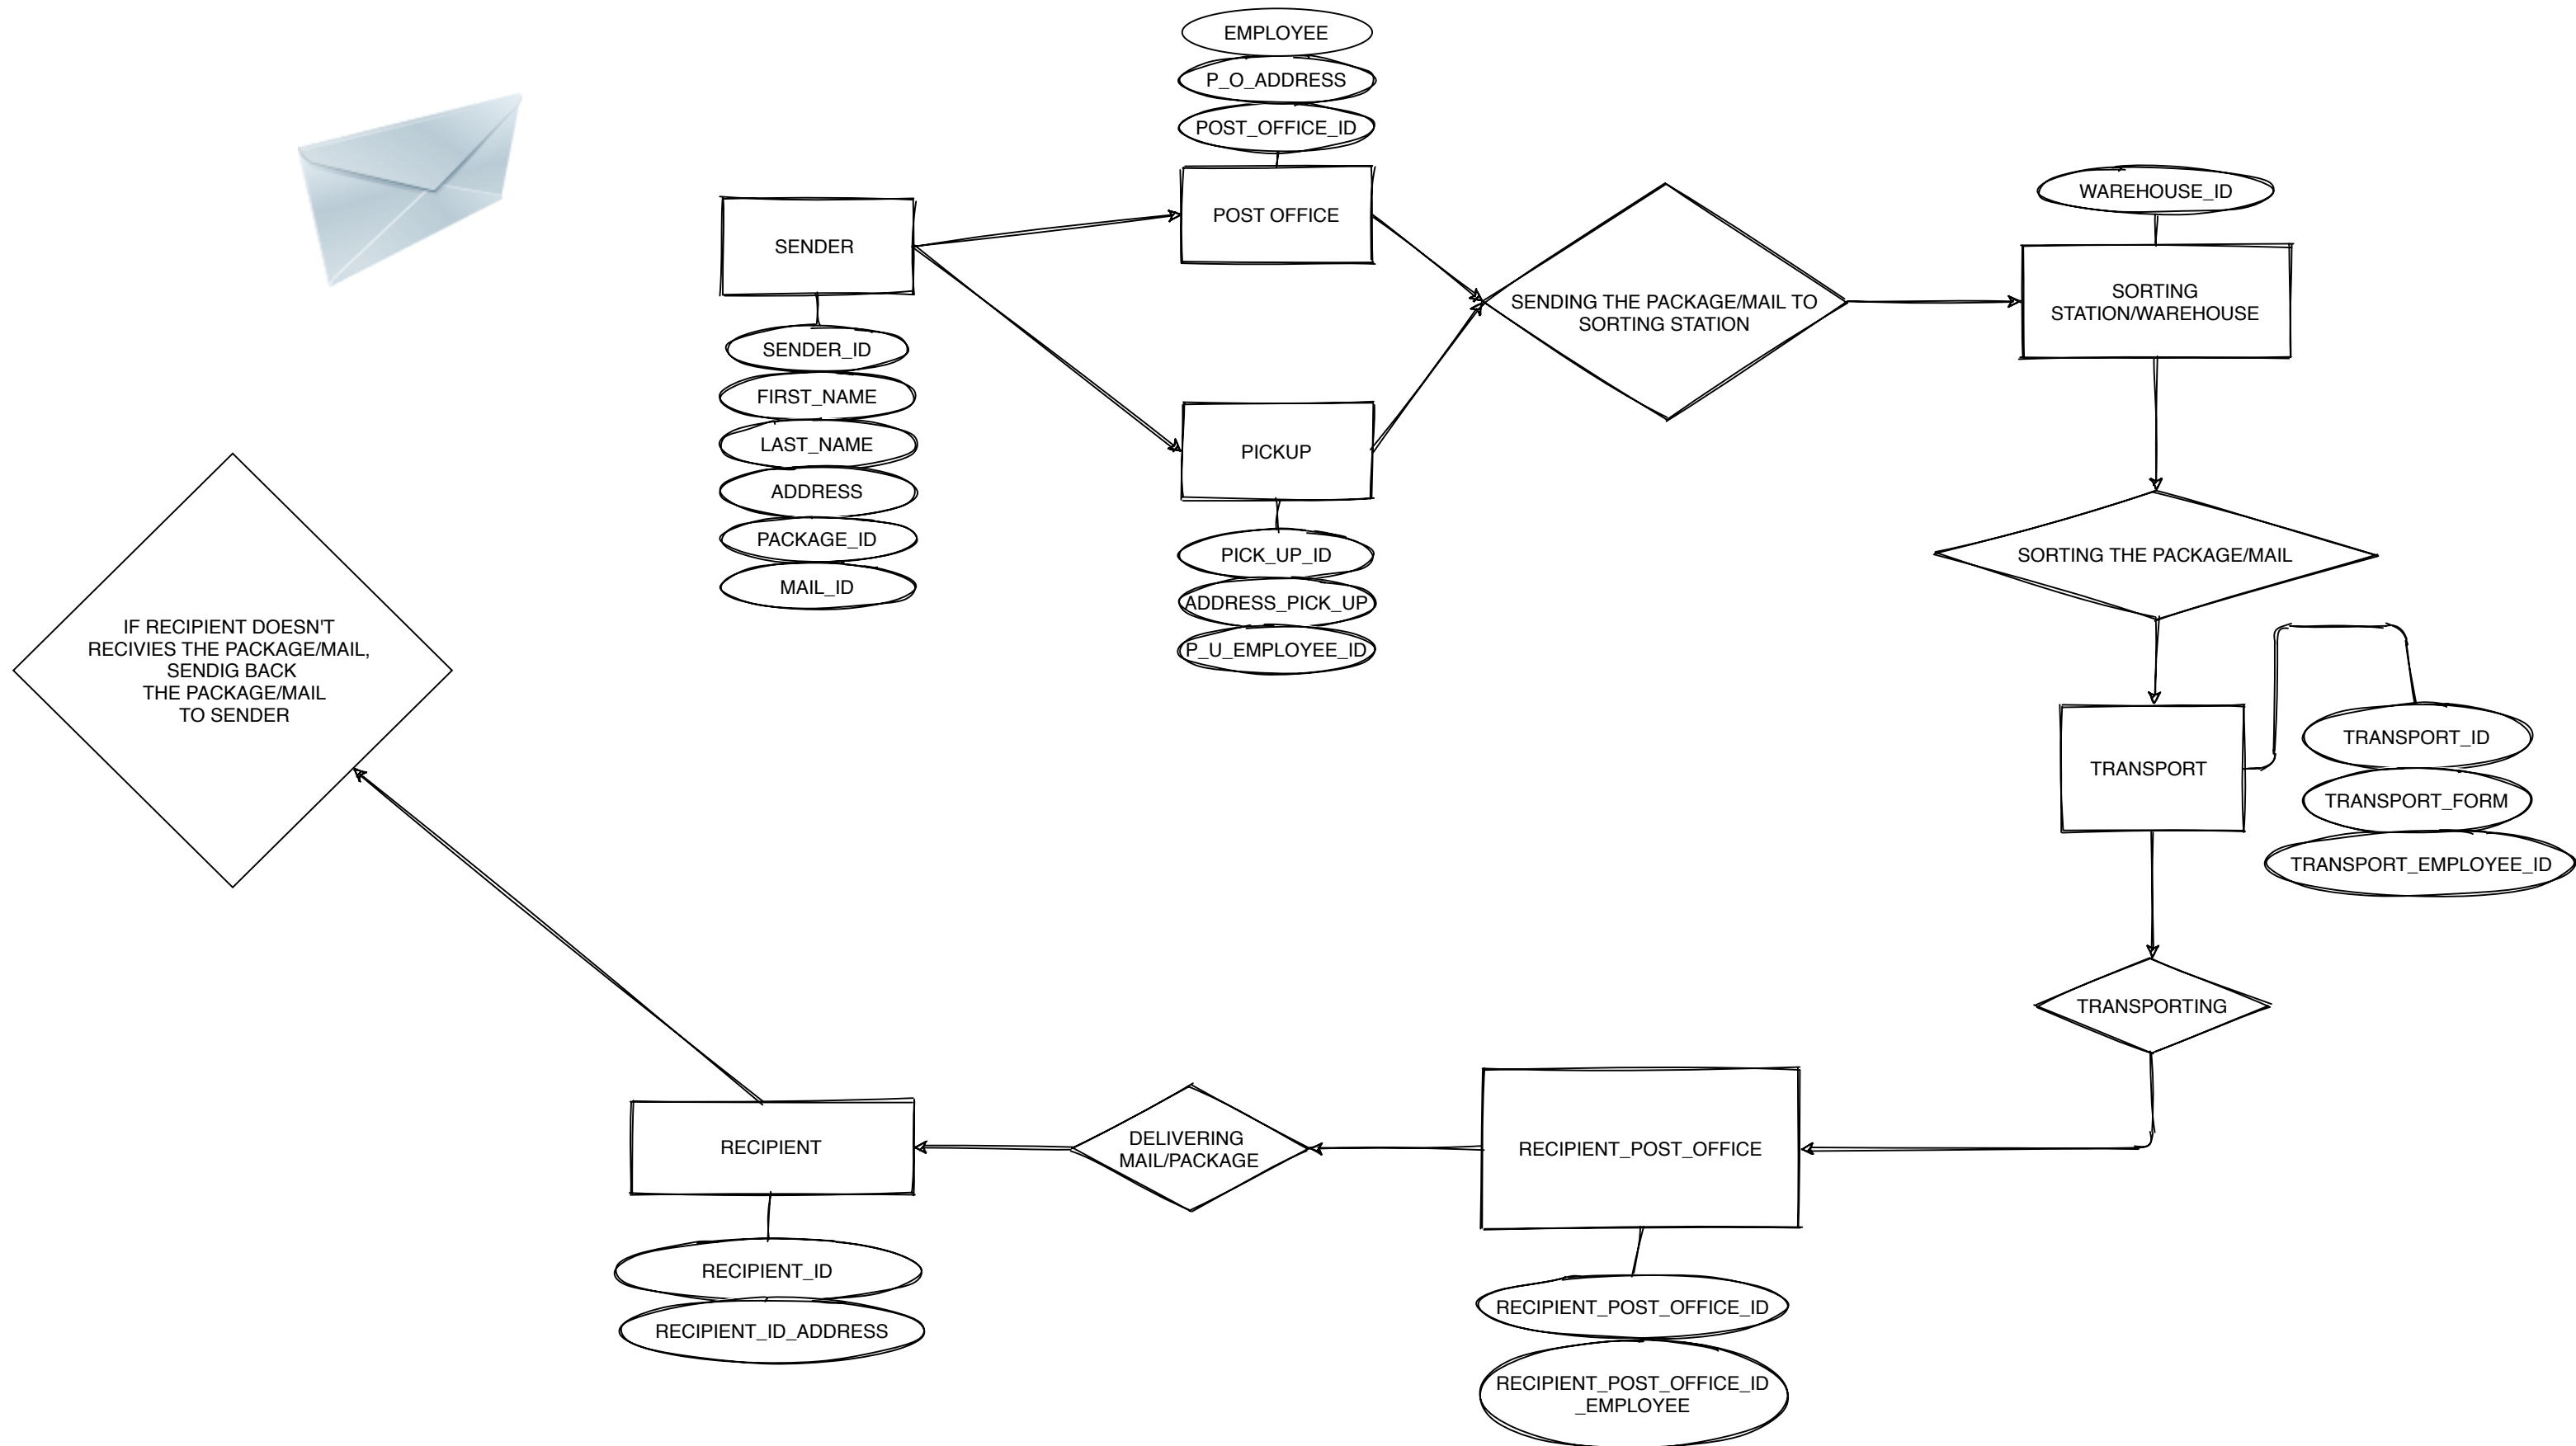 EMPLOYEE
P_O_ADDRESS
POST_OFFICE_ID
POST OFFICE
SENDER
SENDER_ID
FIRST_NAME
LAST_NAME
ADDRESS
PACKAGE_ID
MAIL_ID
PICKUP
PICK_UP_ID
ADDRESS_PICK_UP
P_U_EMPLOYEE_ID
SENDING THE PACKAGE/MAIL TO
SORTING STATION
WAREHOUSE_ID
SORTING
STATION/WAREHOUSE
SORTING THE PACKAGE/MAIL
TRANSPORT
TRANSPORT_ID
TRANSPORT_FORM
TRANSPORT_EMPLOYEE_ID
TRANSPORTING
RECIPIENT_POST_OFFICE
RECIPIENT_POST_OFFICE_ID
RECIPIENT_POST_OFFICE_ID
_EMPLOYEE
DELIVERING
MAIL/PACKAGE
RECIPIENT
RECIPIENT_ID
RECIPIENT_ID_ADDRESS
IF RECIPIENT DOESN'T
RECIVIES THE PACKAGE/MAIL,
SENDIG BACK
THE PACKAGE/MAIL
TO SENDER